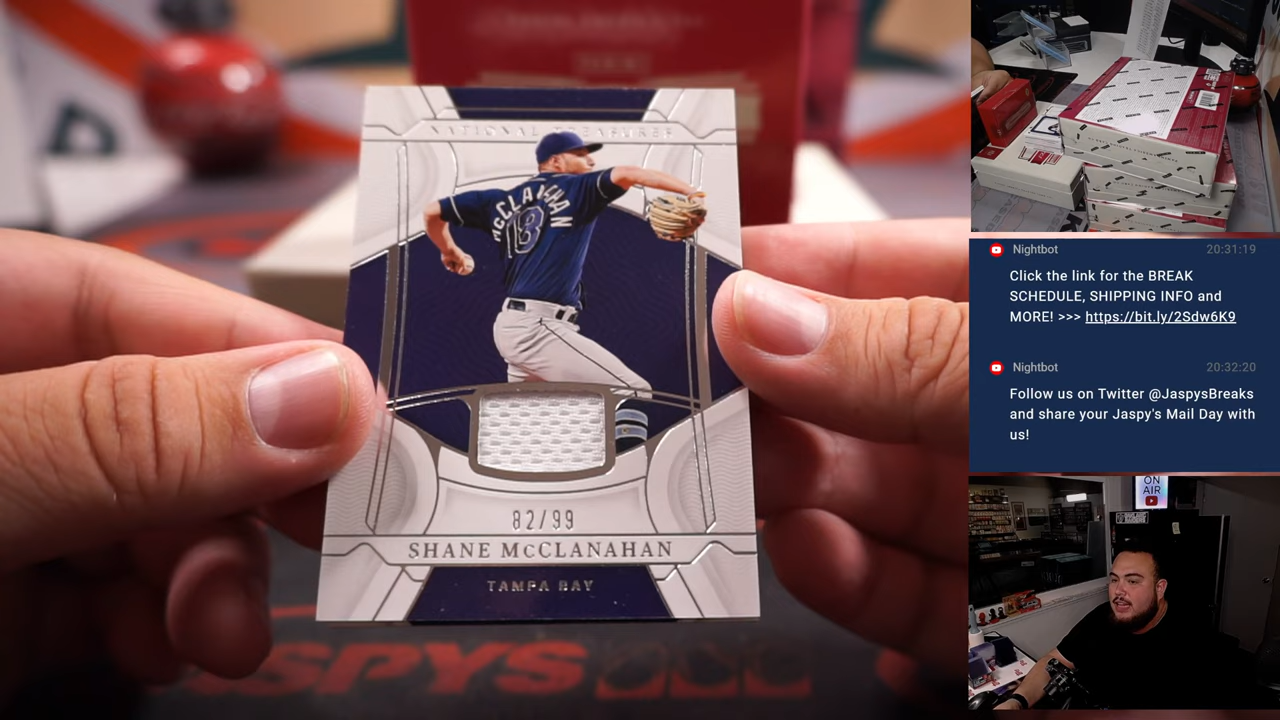 NATIONAL TREASURES
McCLANAHAN
18
82/99
SHANE McCLANAHAN
TAMPA BAY
Nightbot 20:31:19
Click the link for the BREAK
SCHEDULE, SHIPPING INFO and
MORE! >>> https://bit.ly/2Sdw6K9
Nightbot 20:32:20
Follow us on Twitter @JaspysBreaks
and share your Jaspy's Mail Day with
us!
ON
AIR